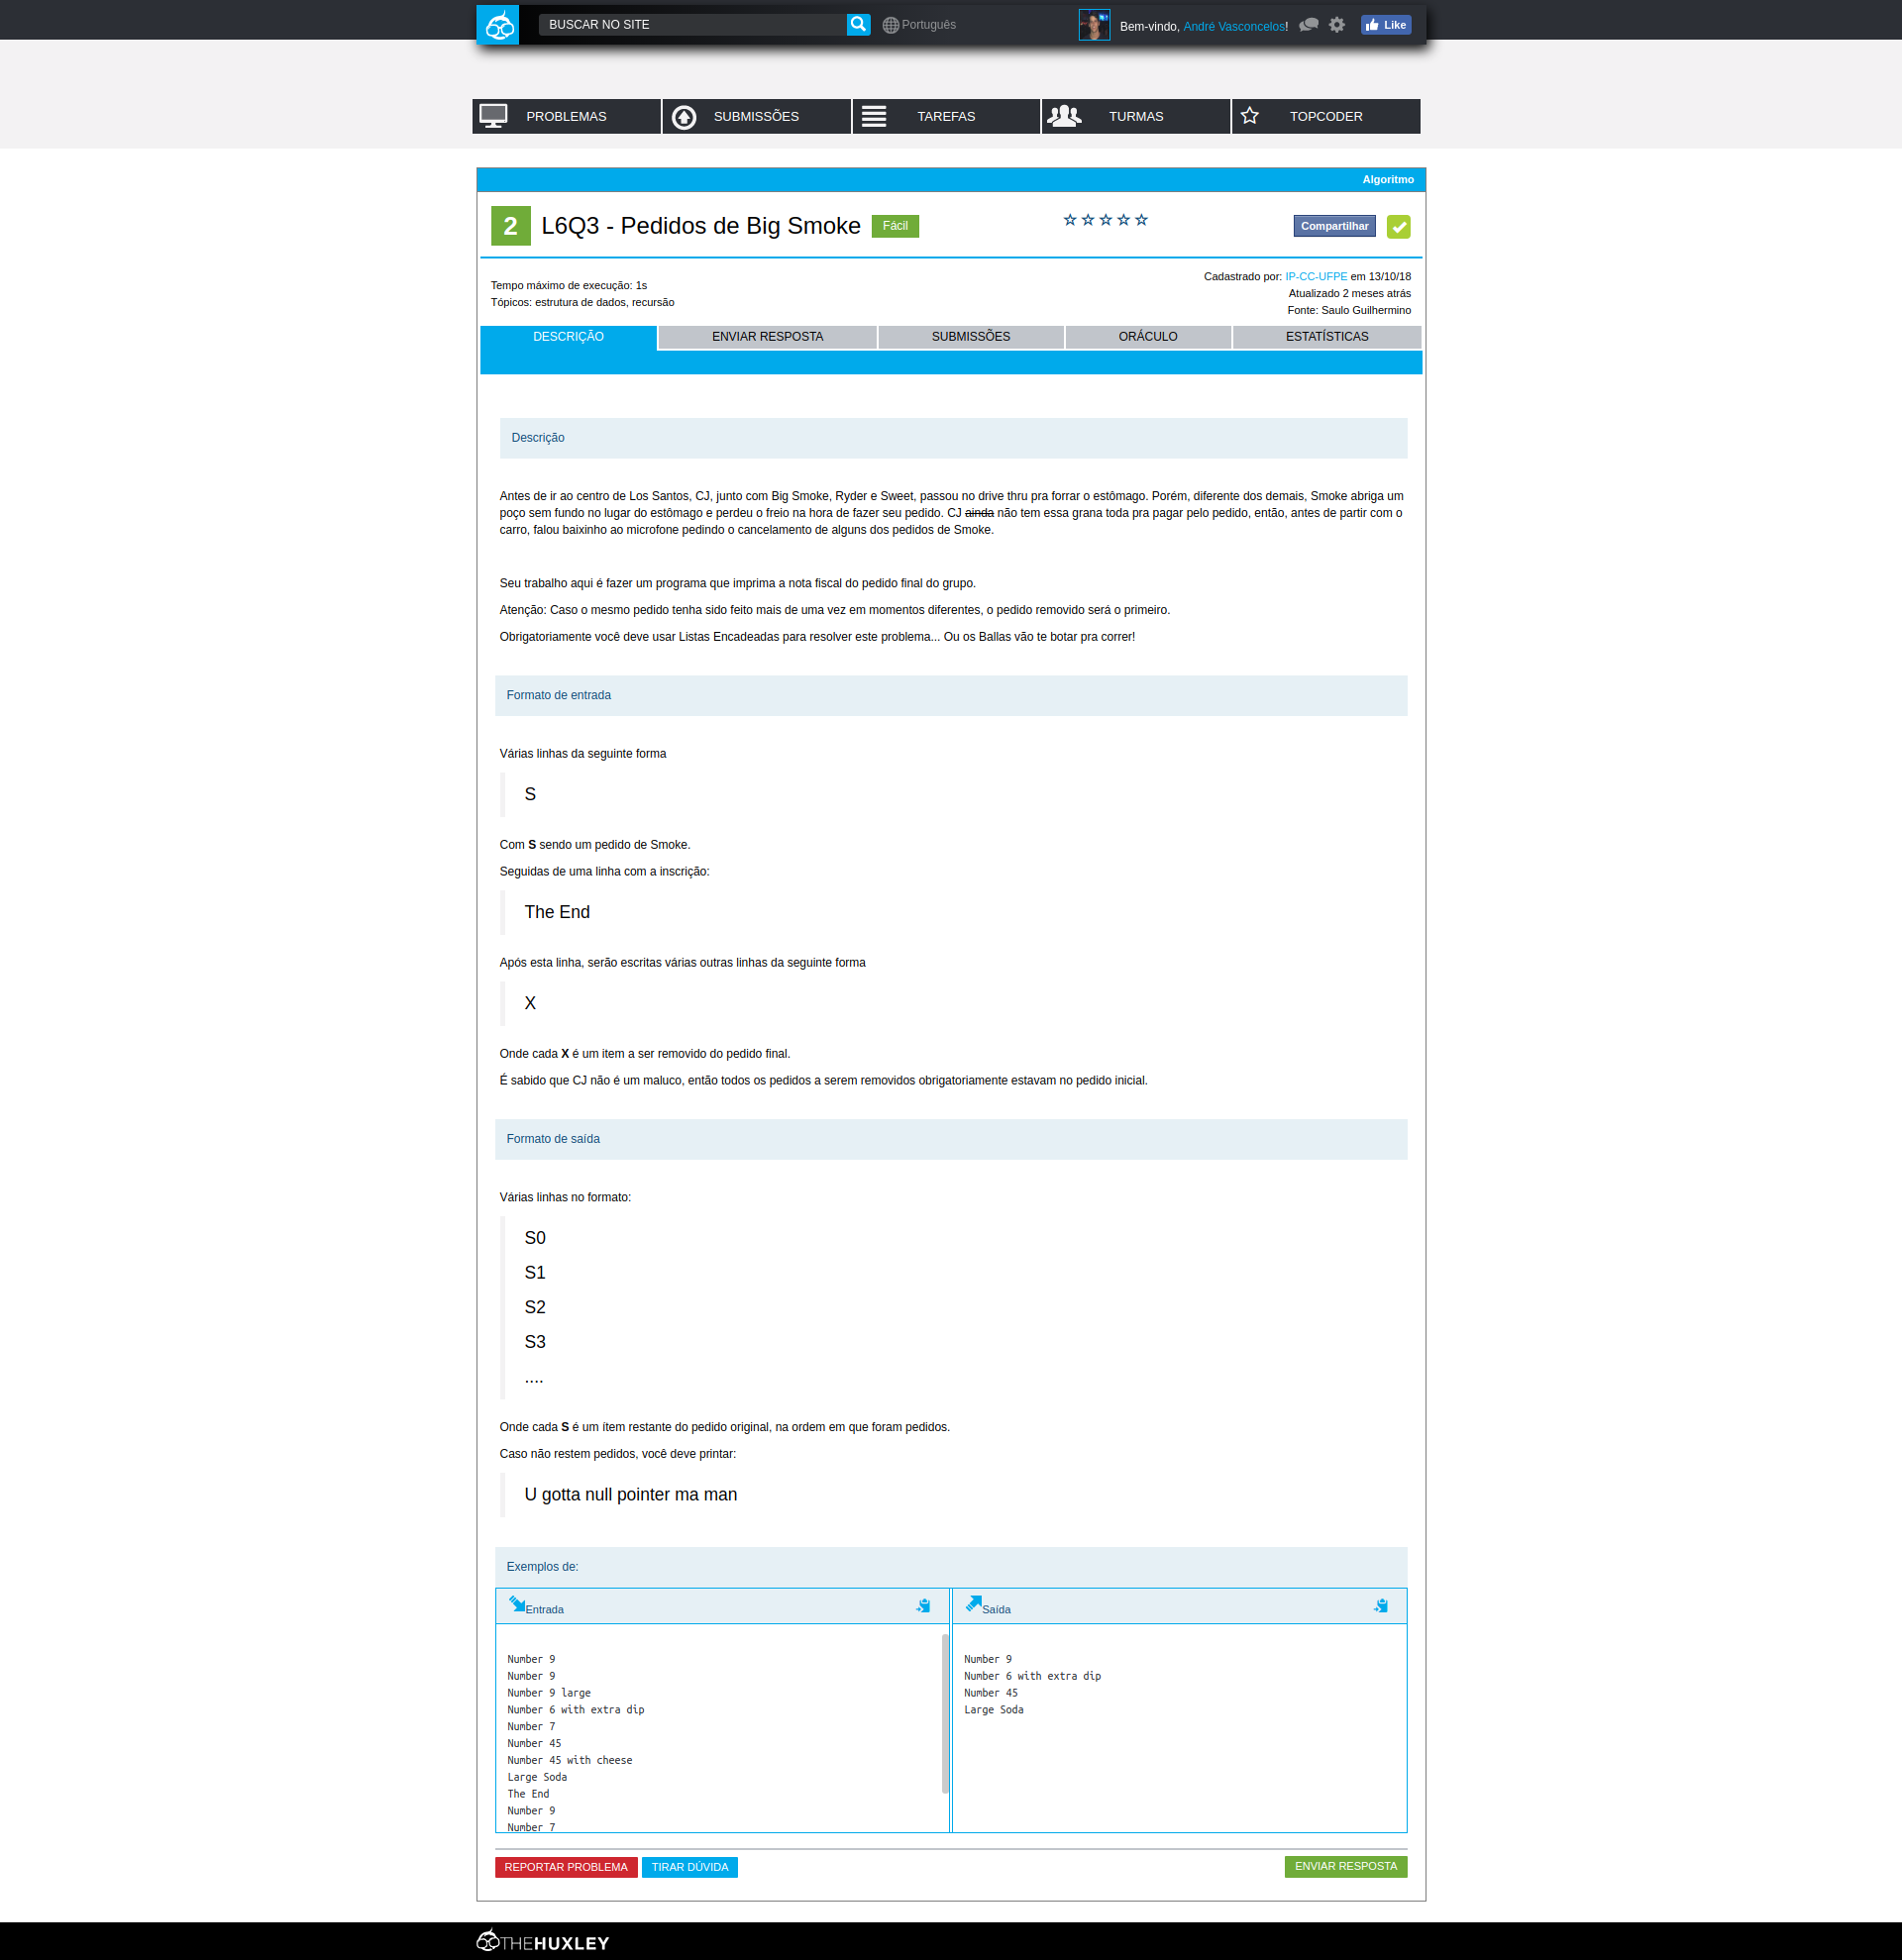 BUSCAR NO SITE
Português
Bem-vindo, André Vasconcelos!
Like
PROBLEMAS
SUBMISSÕES
TAREFAS
TURMAS
TOPCODER
Algoritmo
2
L6Q3 - Pedidos de Big Smoke
Fácil
Compartilhar
Tempo máximo de execução: 1s
Tópicos: estrutura de dados, recursão
Cadastrado por: IP-CC-UFPE em 13/10/18
Atualizado 2 meses atrás
Fonte: Saulo Guilhermino
DESCRIÇÃO
ENVIAR RESPOSTA
SUBMISSÕES
ORÁCULO
ESTATÍSTICAS
Descrição
Antes de ir ao centro de Los Santos, CJ, junto com Big Smoke, Ryder e Sweet, passou no drive thru pra forrar o estômago. Porém, diferente dos demais, Smoke abriga um
poço sem fundo no lugar do estômago e perdeu o freio na hora de fazer seu pedido. CJ ainda não tem essa grana toda pra pagar pelo pedido, então, antes de partir com o
carro, falou baixinho ao microfone pedindo o cancelamento de alguns dos pedidos de Smoke.
Seu trabalho aqui é fazer um programa que imprima a nota fiscal do pedido final do grupo.
Atenção: Caso o mesmo pedido tenha sido feito mais de uma vez em momentos diferentes, o pedido removido será o primeiro.
Obrigatoriamente você deve usar Listas Encadeadas para resolver este problema... Ou os Ballas vão te botar pra correr!
Formato de entrada
Várias linhas da seguinte forma
S
Com S sendo um pedido de Smoke.
Seguidas de uma linha com a inscrição:
The End
Após esta linha, serão escritas várias outras linhas da seguinte forma
X
Onde cada X é um item a ser removido do pedido final.
É sabido que CJ não é um maluco, então todos os pedidos a serem removidos obrigatoriamente estavam no pedido inicial.
Formato de saída
Várias linhas no formato:
S0
S1
S2
S3
....
Onde cada S é um ítem restante do pedido original, na ordem em que foram pedidos.
Caso não restem pedidos, você deve printar:
U gotta null pointer ma man
Exemplos de:
Entrada
Number 9
Number 9
Number 9 large
Number 6 with extra dip
Number 7
Number 45
Number 45 with cheese
Large Soda
The End
Number 9
Number 7
Saída
Number 9
Number 6 with extra dip
Number 45
Large Soda
REPORTAR PROBLEMA
TIRAR DÚVIDA
ENVIAR RESPOSTA
THEHUXLEY